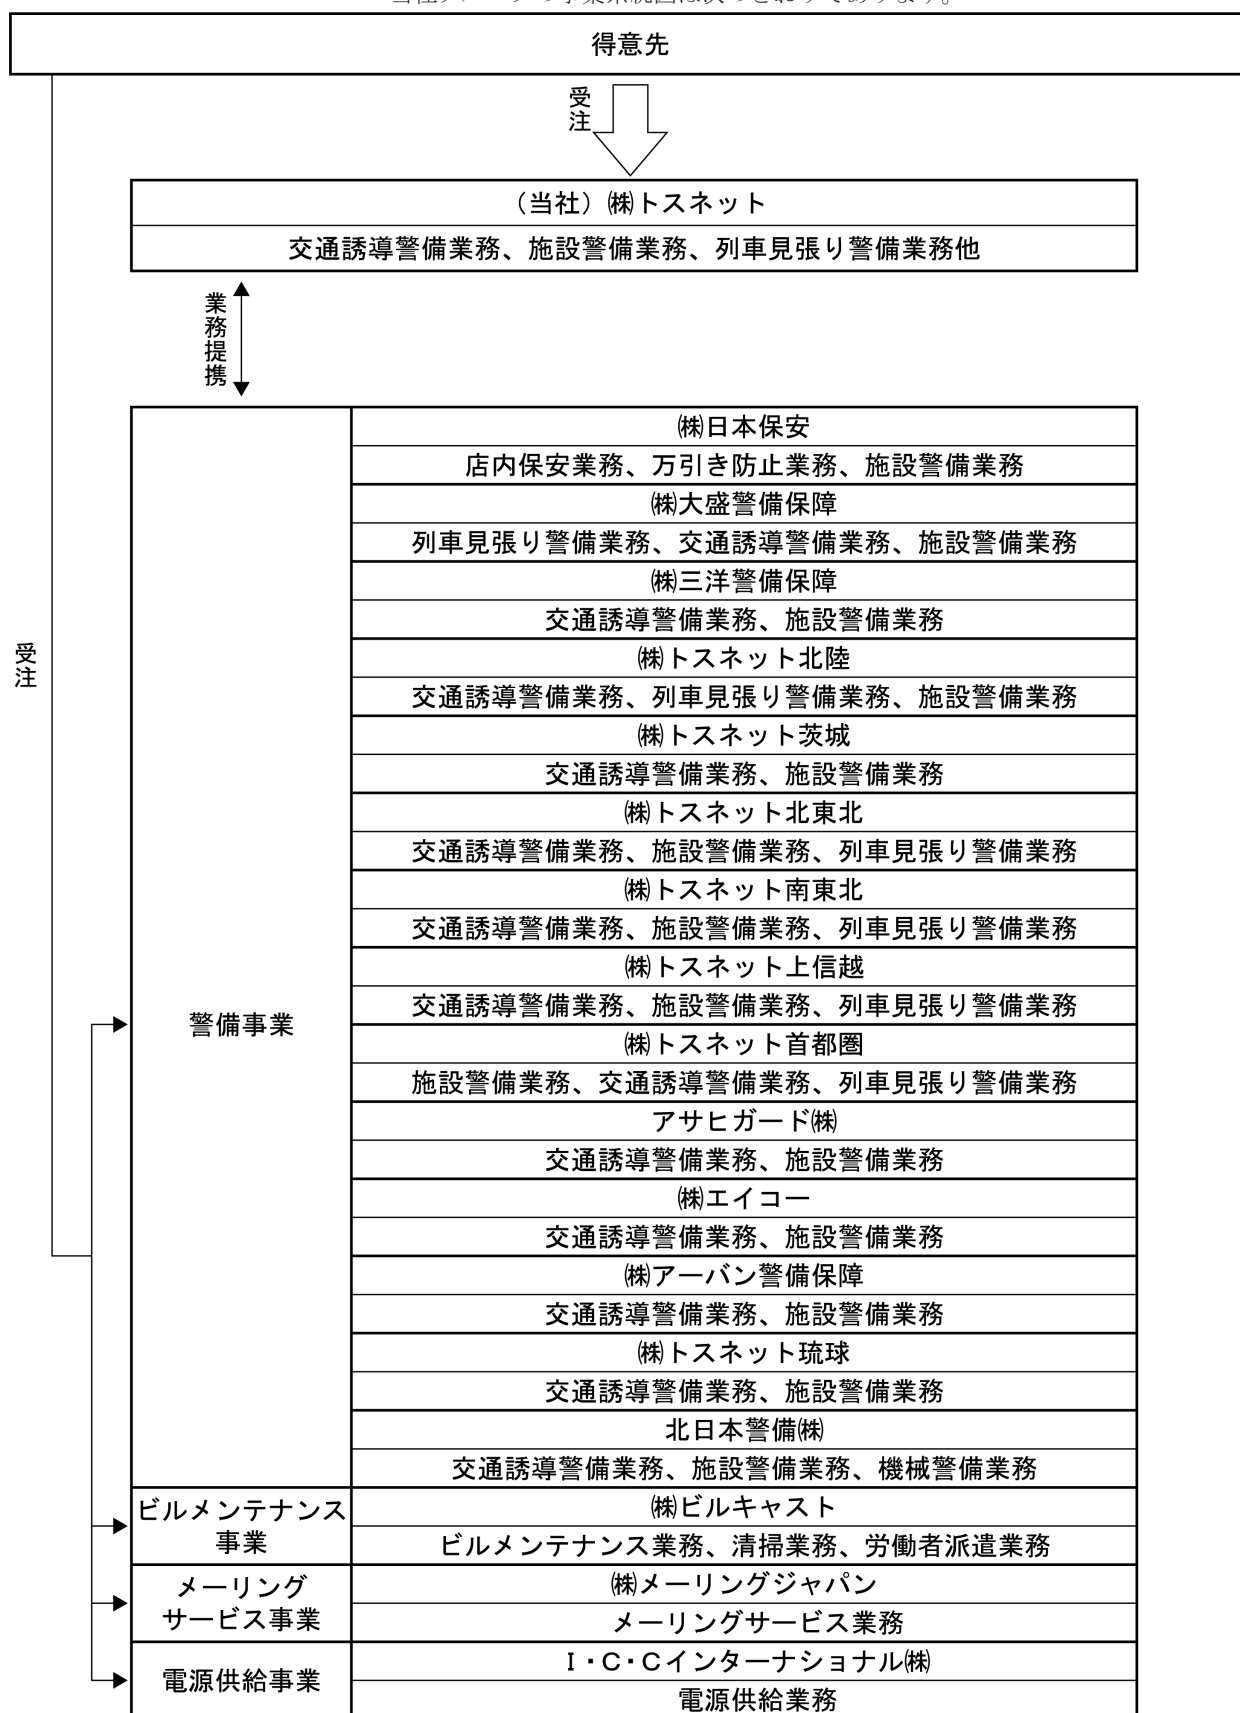 当社グループの事業系統図は次のとおりであります。
得意先
受注
(当社) ㈱トスネット
交通誘導警備業務、施設警備業務、列車見張り警備業務他
業務提携
受注
警備事業
㈱日本保安
店内保安業務、万引き防止業務、施設警備業務
㈱大盛警備保障
列車見張り警備業務、交通誘導警備業務、施設警備業務
㈱三洋警備保障
交通誘導警備業務、施設警備業務
㈱トスネット北陸
交通誘導警備業務、列車見張り警備業務、施設警備業務
㈱トスネット茨城
交通誘導警備業務、施設警備業務
㈱トスネット北東北
交通誘導警備業務、施設警備業務、列車見張り警備業務
㈱トスネット南東北
交通誘導警備業務、施設警備業務、列車見張り警備業務
㈱トスネット上信越
交通誘導警備業務、施設警備業務、列車見張り警備業務
㈱トスネット首都圏
施設警備業務、交通誘導警備業務、列車見張り警備業務
アサヒガード㈱
交通誘導警備業務、施設警備業務
㈱エイコー
交通誘導警備業務、施設警備業務
㈱アーバン警備保障
交通誘導警備業務、施設警備業務
㈱トスネット琉球
交通誘導警備業務、施設警備業務
北日本警備㈱
交通誘導警備業務、施設警備業務、機械警備業務
ビルメンテナンス
事業
㈱ビルキャスト
ビルメンテナンス業務、清掃業務、労働者派遣業務
メーリング
サービス事業
㈱メーリングジャパン
メーリングサービス業務
電源供給事業
I・C・Cインターナショナル㈱
電源供給業務